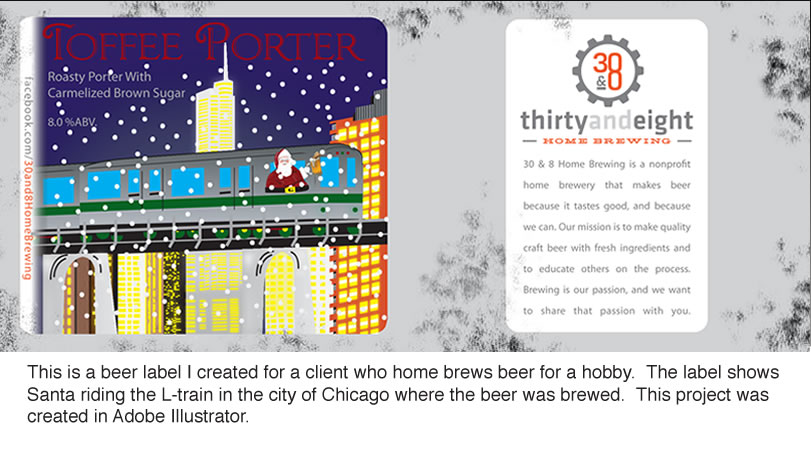 TOFFEE PORTER
Roasty Porter With
Carmelized Brown Sugar
8.0 %ABV.
facebook.com/30and8HomeBrewing
30
&
8
thirtyandeight
HOME BREWING
30 & 8 Home Brewing is a nonprofit
home brewery that makes beer
because it tastes good, and because
we can. Our mission is to make quality
craft beer with fresh ingredients and
to educate others on the process.
Brewing is our passion, and we want
to share that passion with you.
This is a beer label I created for a client who home brews beer for a hobby. The label shows
Santa riding the L-train in the city of Chicago where the beer was brewed. This project was
created in Adobe Illustrator.